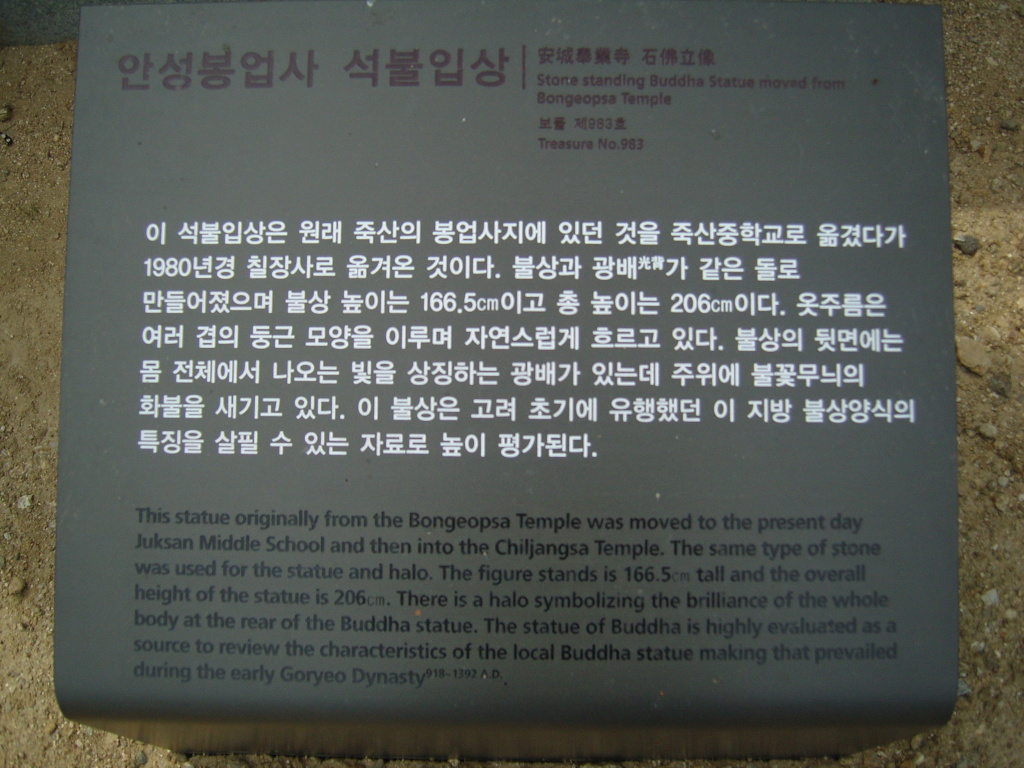 안성봉업사 석불입상
安城奉業寺 石佛立像
Stone standing Buddha Statue moved from
Bongeopsa Temple
보물 제983호
Treasure No.983
이 석불입상은 원래 죽산의 봉업사지에 있던 것을 죽산중학교로 옮겼다가
1980년경 칠장사로 옮겨온 것이다. 불상과 광배光背가 같은 돌로
만들어졌으며 불상 높이는 166.5cm이고 총 높이는 206cm이다. 옷주름은
여러 겹의 둥근 모양을 이루며 자연스럽게 흐르고 있다. 불상의 뒷면에는
몸 전체에서 나오는 빛을 상징하는 광배가 있는데 주위에 불꽃무늬의
화불을 새기고 있다. 이 불상은 고려 초기에 유행했던 이 지방 불상양식의
특징을 살필 수 있는 자료로 높이 평가된다.
This statue originally from the Bongeopsa Temple was moved to the present day
Juksan Middle School and then into the Chiljangsa Temple. The same type of stone
was used for the statue and halo. The figure stands is 166.5cm tall and the overall
height of the statue is 206cm. There is a halo symbolizing the brilliance of the whole
body at the rear of the Buddha statue. The statue of Buddha is highly evaluated as a
source to review the characteristics of the local Buddha statue making that prevailed
during the early Goryeo Dynasty918~1392 A.D.